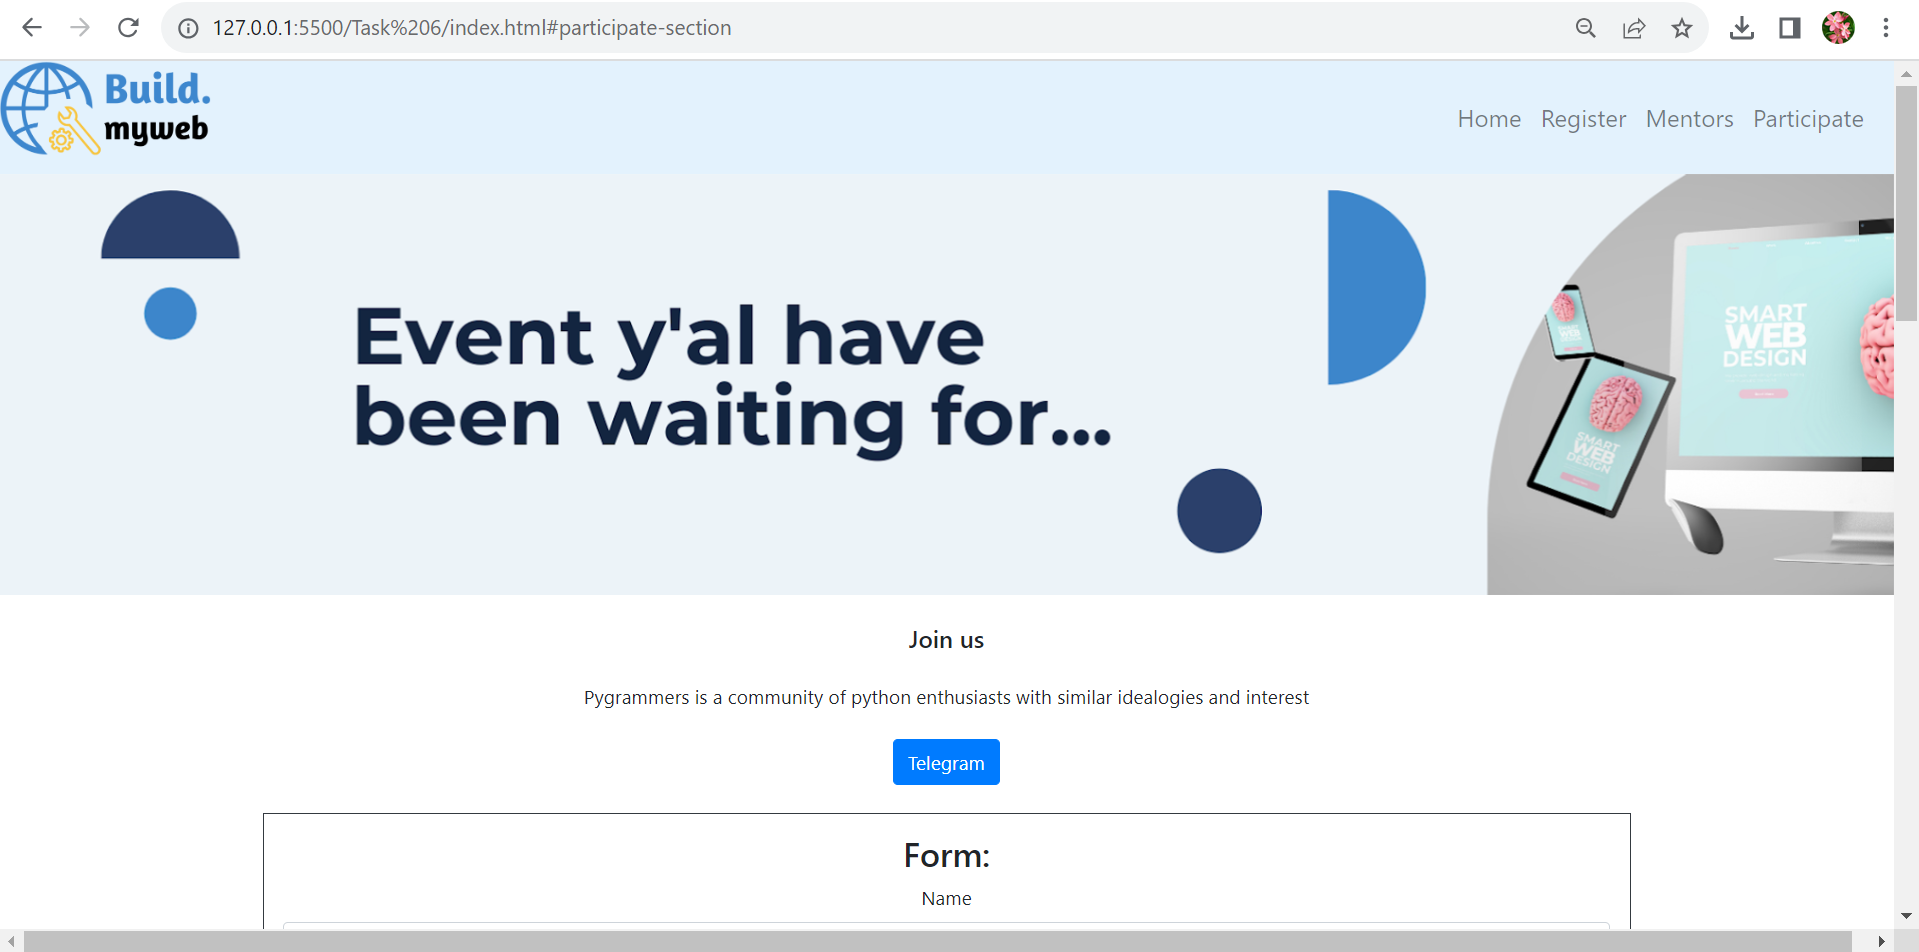 127.0.0.1:5500/Task%206/index.html#participate-section
Build.
myweb
Home Register Mentors Participate
Event y'al have
been waiting for...
SMART
WEB
DESIGN
SMART
WEB
DESIGN
Join us
Pygrammers is a community of python enthusiasts with similar idealogies and interest
Telegram
Form:
Name